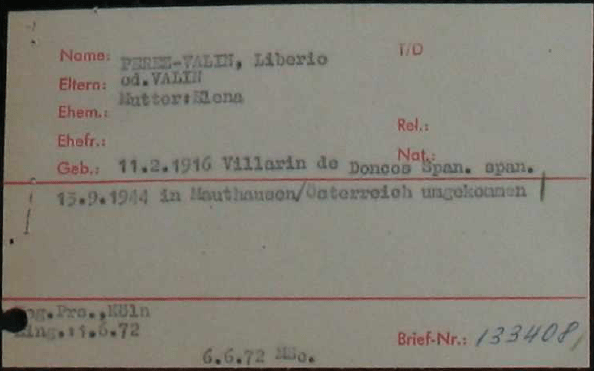 Name: PEREZ-VALIN, Liberio T/D
od.VALIN
Eltern: Mutter:Elena
Ehem.:
Rel.:
Ehefr.:
Nat.:
Geb.: 11.2.1916 Villarin de Doncos Span. span.
13.9.1944 in Mauthausen/Österreich umgekommen
Prs., Köln
Eing.:1.6.72
Brief-Nr.: 133408
6.6.72